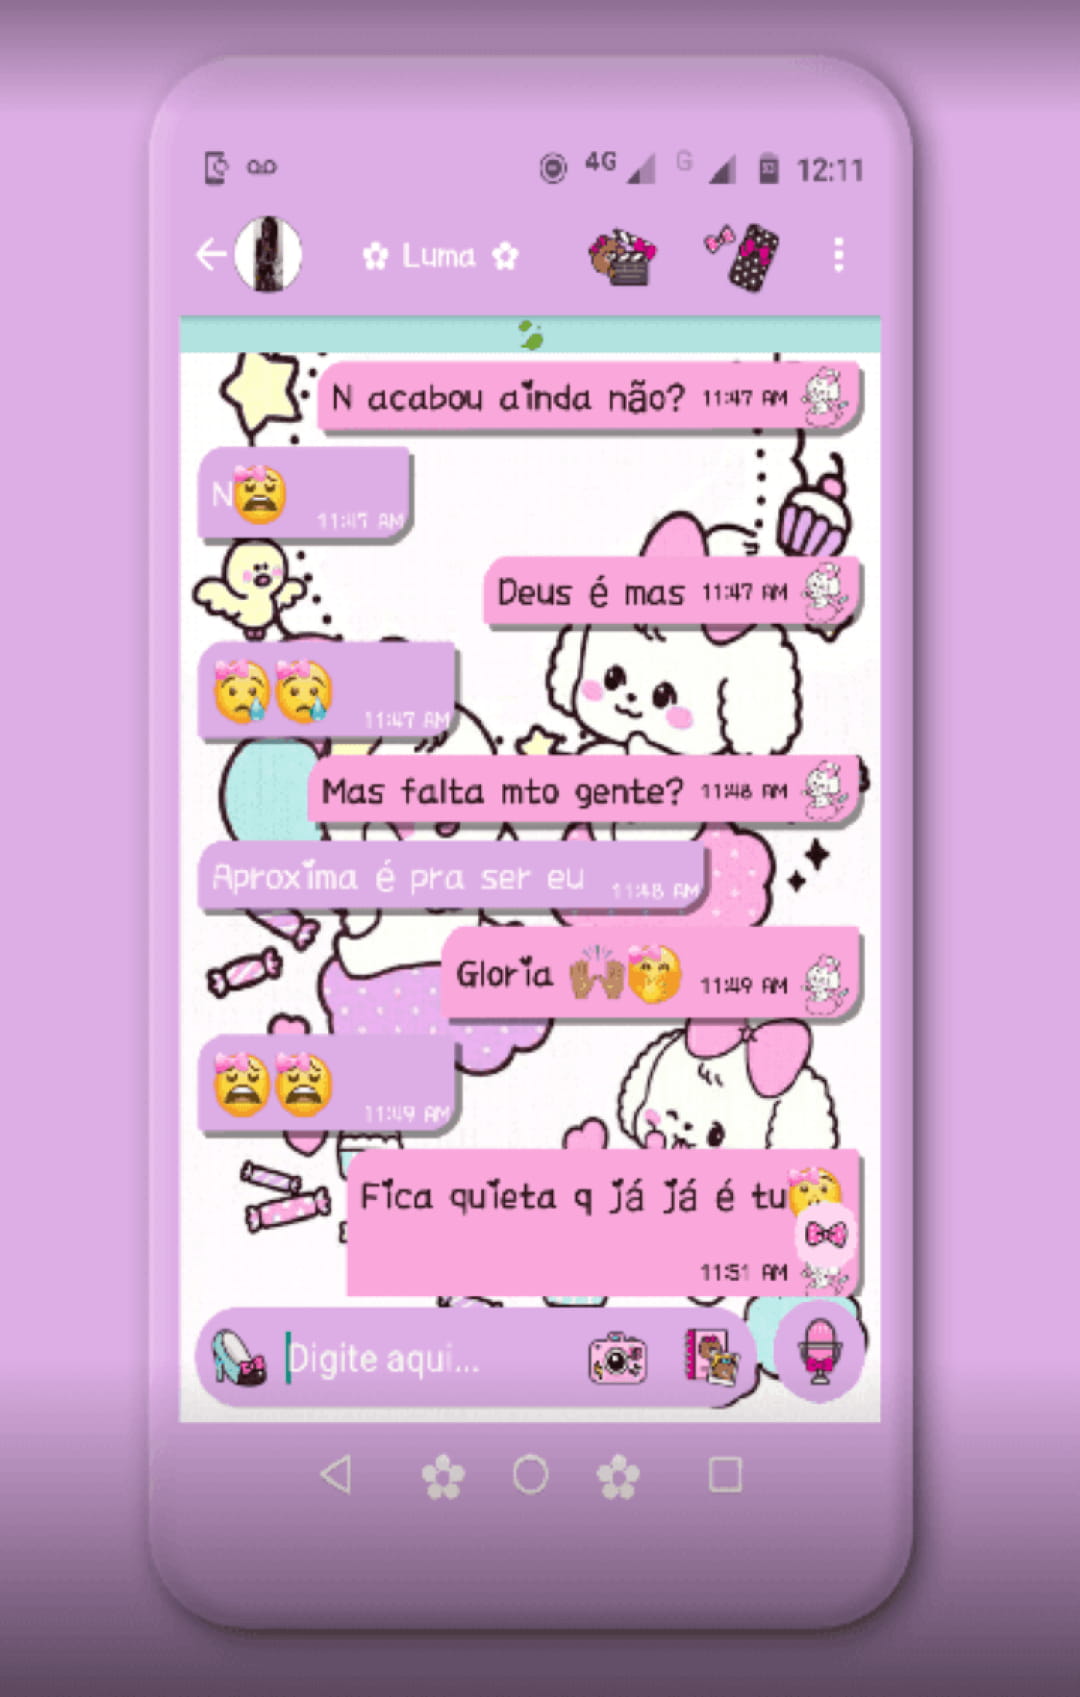 4G G 12:11
✿ Luma ✿
N acabou ainda não? 11:47 AM
N😩
11:47 AM
Deus é mas 11:47 AM
😢😢
11:47 AM
Mas falta mto gente? 11:48 AM
Aproxima é pra ser eu 11:48 AM
Gloria 🙌🏾🤭 11:49 AM
😩😩
11:49 AM
Fica quieta q já já é tu🤭
11:51 AM
Digite aqui...